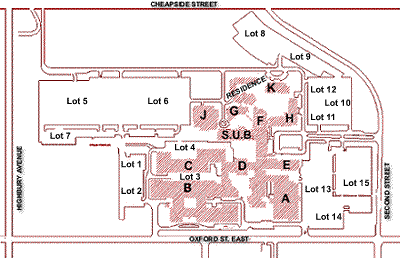 CHEAPSIDE STREET
Lot 8
Lot 9
RESIDENCE
K
Lot 12
Lot 5
Lot 6
Lot 10
G
J
H
Lot 11
F
Lot 7
S.U.B.
Lot 4
HIGHBURY AVENUE
Lot 1
C
D
E
Lot 3
B
Lot 2
Lot 13
Lot 15
A
Lot 14
SECOND STREET
OXFORD ST. EAST